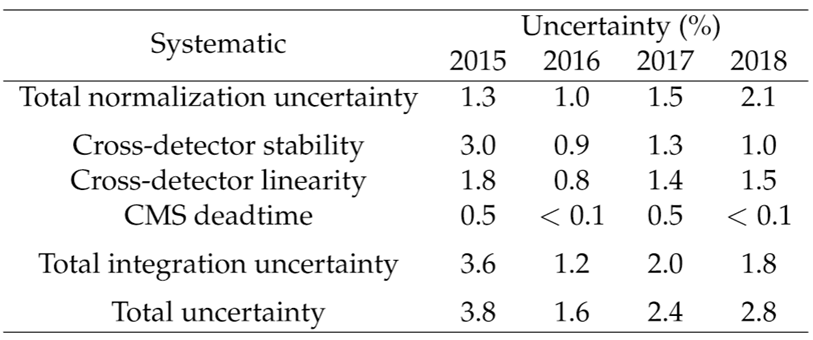 Systematic Uncertainty (%)
2015 2016 2017 2018
Total normalization uncertainty 1.3 1.0 1.5 2.1
Cross-detector stability 3.0 0.9 1.3 1.0
Cross-detector linearity 1.8 0.8 1.4 1.5
CMS deadtime 0.5 < 0.1 0.5 < 0.1
Total integration uncertainty 3.6 1.2 2.0 1.8
Total uncertainty 3.8 1.6 2.4 2.8